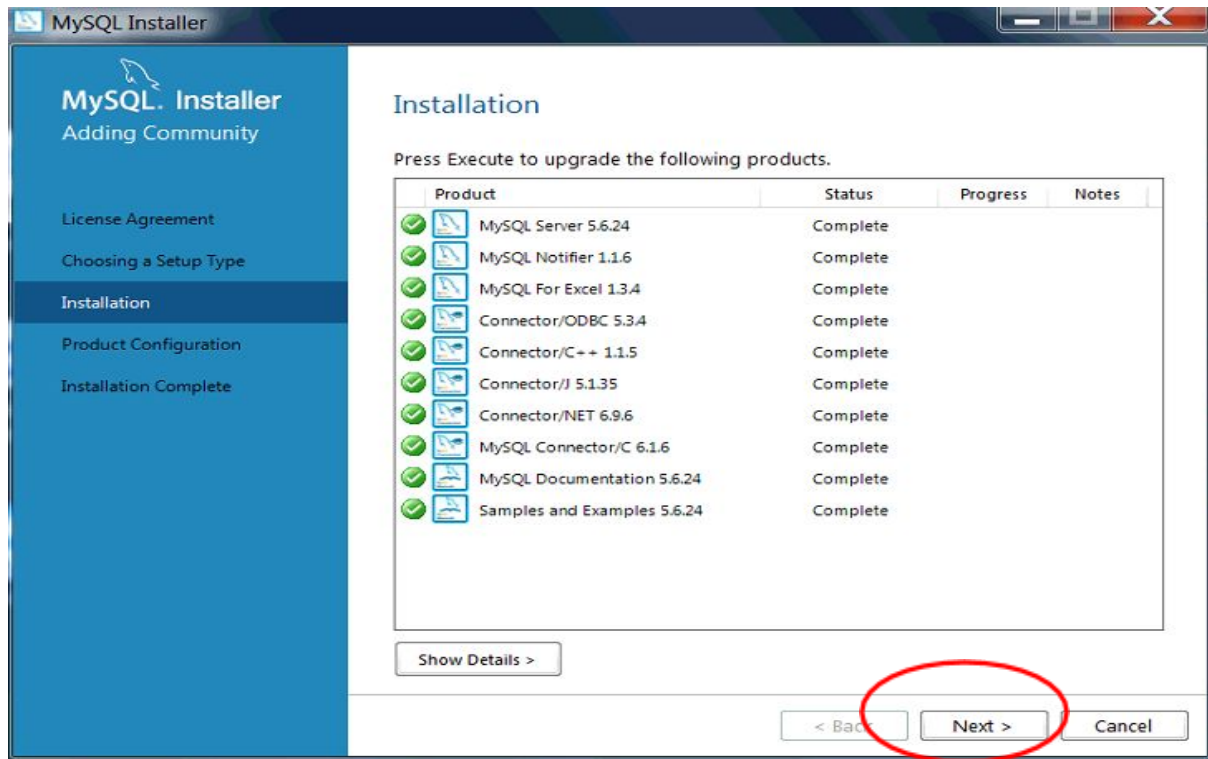 MySQL Installer
MySQL. Installer
Adding Community
License Agreement
Choosing a Setup Type
Installation
Product Configuration
Installation Complete
Installation
Press Execute to upgrade the following products.
Product Status Progress Notes
MySQL Server 5.6.24 Complete
MySQL Notifier 1.1.6 Complete
MySQL For Excel 1.3.4 Complete
Connector/ODBC 5.3.4 Complete
Connector/C++ 1.1.5 Complete
Connector/J 5.1.35 Complete
Connector/NET 6.9.6 Complete
MySQL Connector/C 6.1.6 Complete
MySQL Documentation 5.6.24 Complete
Samples and Examples 5.6.24 Complete
Show Details >
< Back Next > Cancel